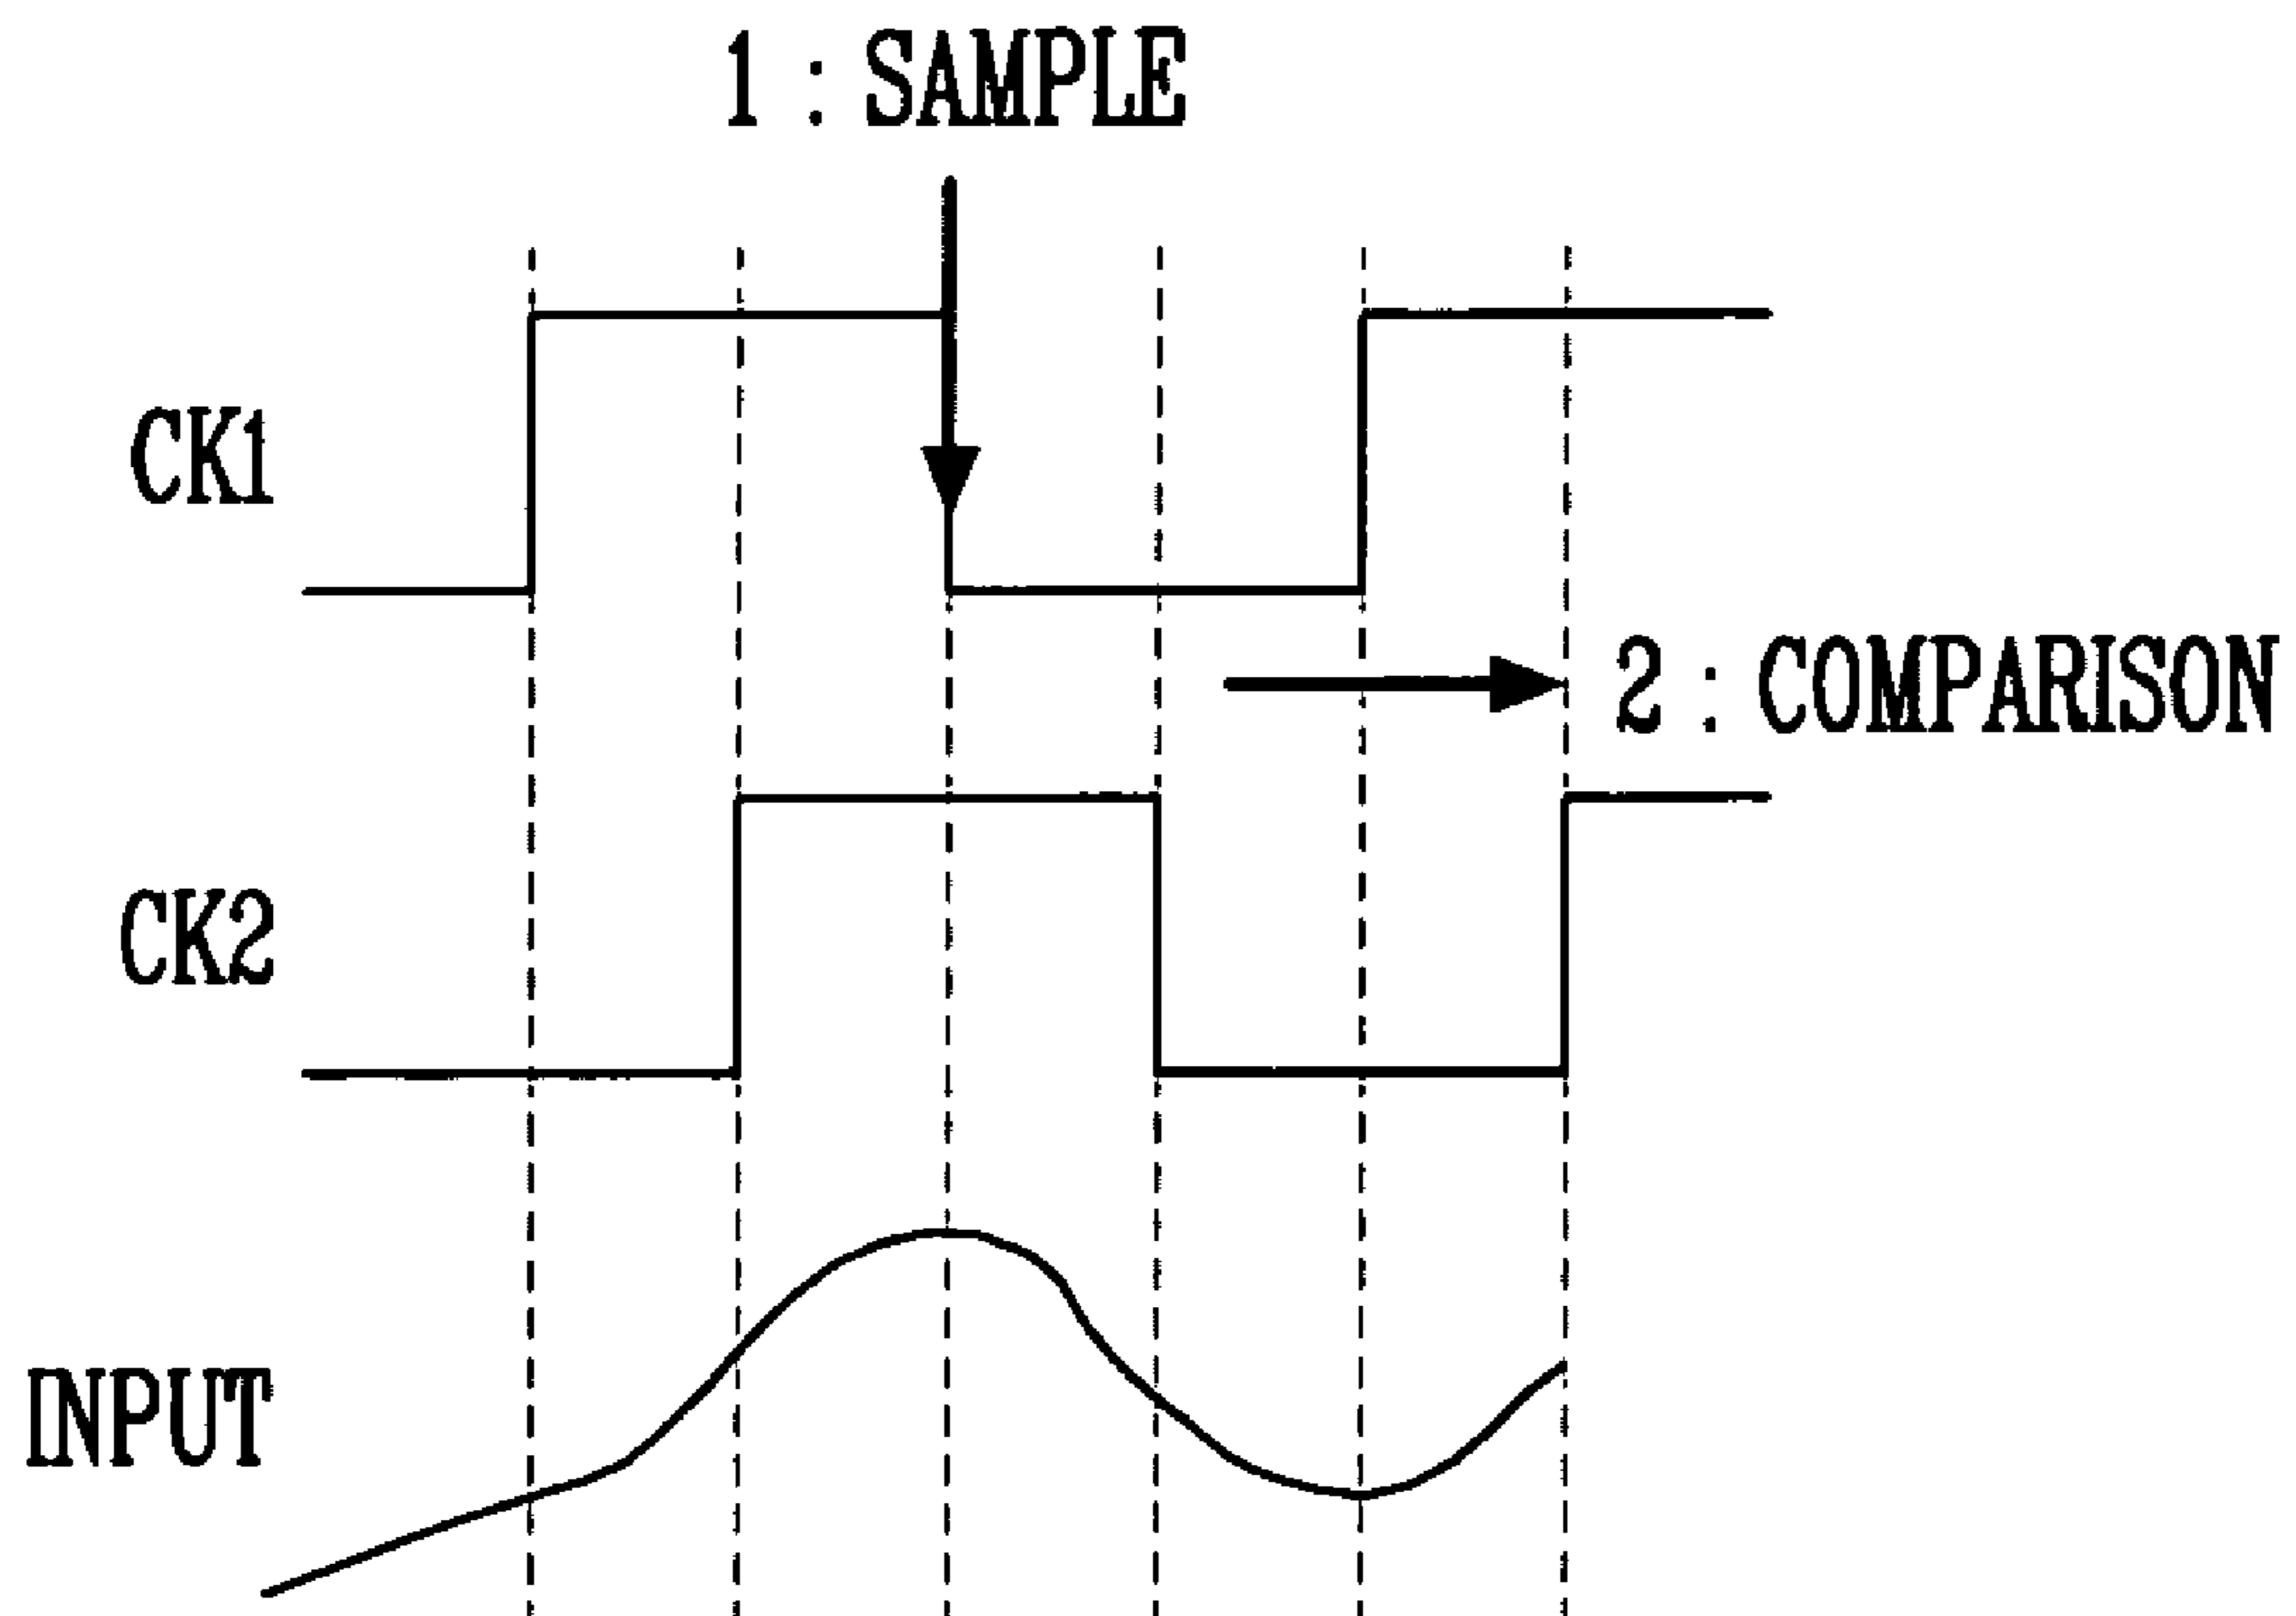 1 : SAMPLE
CK1
2 : COMPARISON
CK2
INPUT